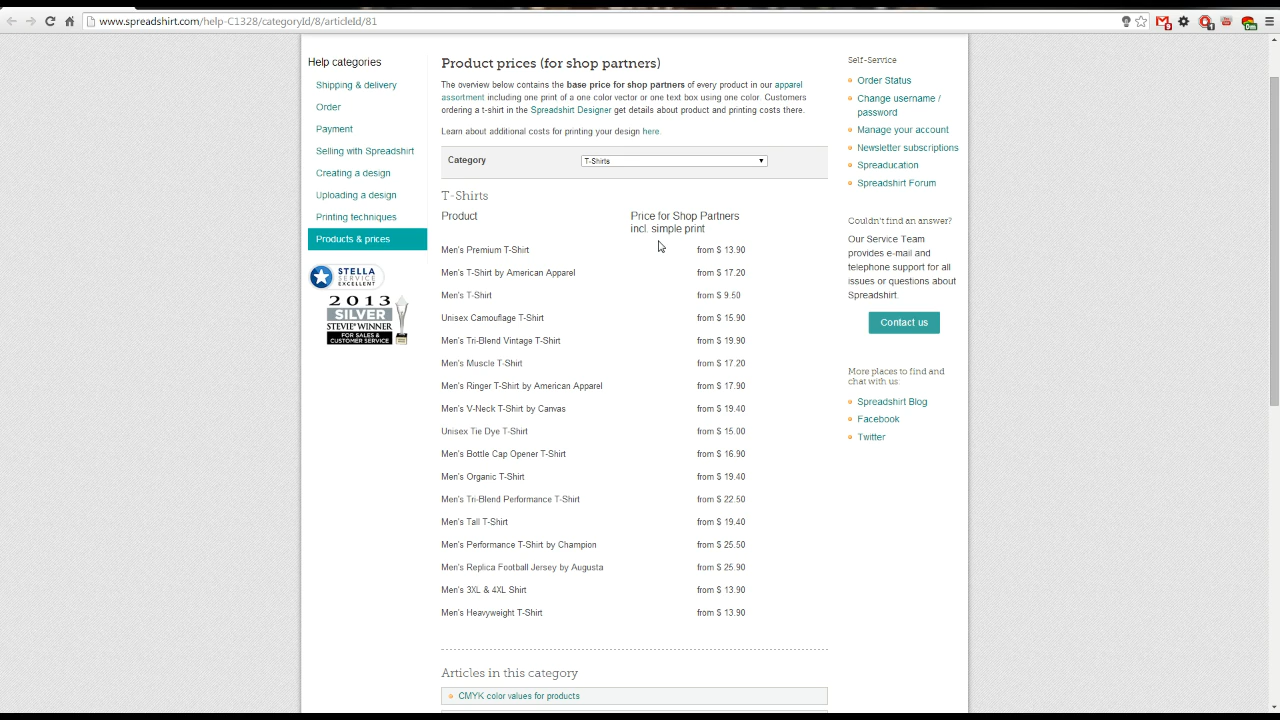 www.spreadshirt.com/help-C1328/categoryId/8/articleId/81
Help categories
Shipping & delivery
Order
Payment
Selling with Spreadshirt
Creating a design
Uploading a design
Printing techniques
Products & prices
STELLA
SERVICE
EXCELLENT
2013
SILVER
STEVIE® WINNER
FOR SALES &
CUSTOMER SERVICE
Product prices (for shop partners)
The overview below contains the base price for shop partners of every product in our apparel
assortment including one print of a one color vector or one text box using one color. Customers
ordering a t-shirt in the Spreadshirt Designer get details about product and printing costs there.
Learn about additional costs for printing your design here.
Category T-Shirts
T-Shirts
Product Price for Shop Partners
incl. simple print
Men's Premium T-Shirt from $ 13.90
Men's T-Shirt by American Apparel from $ 17.20
Men's T-Shirt from $ 9.50
Unisex Camouflage T-Shirt from $ 15.90
Men's Tri-Blend Vintage T-Shirt from $ 19.90
Men's Muscle T-Shirt from $ 17.20
Men's Ringer T-Shirt by American Apparel from $ 17.90
Men's V-Neck T-Shirt by Canvas from $ 19.40
Unisex Tie Dye T-Shirt from $ 15.00
Men's Bottle Cap Opener T-Shirt from $ 16.90
Men's Organic T-Shirt from $ 19.40
Men's Tri-Blend Performance T-Shirt from $ 22.50
Men's Tall T-Shirt from $ 19.40
Men's Performance T-Shirt by Champion from $ 25.50
Men's Replica Football Jersey by Augusta from $ 25.90
Men's 3XL & 4XL Shirt from $ 13.90
Men's Heavyweight T-Shirt from $ 13.90
Articles in this category
CMYK color values for products
Self-Service
Order Status
Change username /
password
Manage your account
Newsletter subscriptions
Spreaducation
Spreadshirt Forum
Couldn't find an answer?
Our Service Team
provides e-mail and
telephone support for all
issues or questions about
Spreadshirt.
Contact us
More places to find and
chat with us:
Spreadshirt Blog
Facebook
Twitter